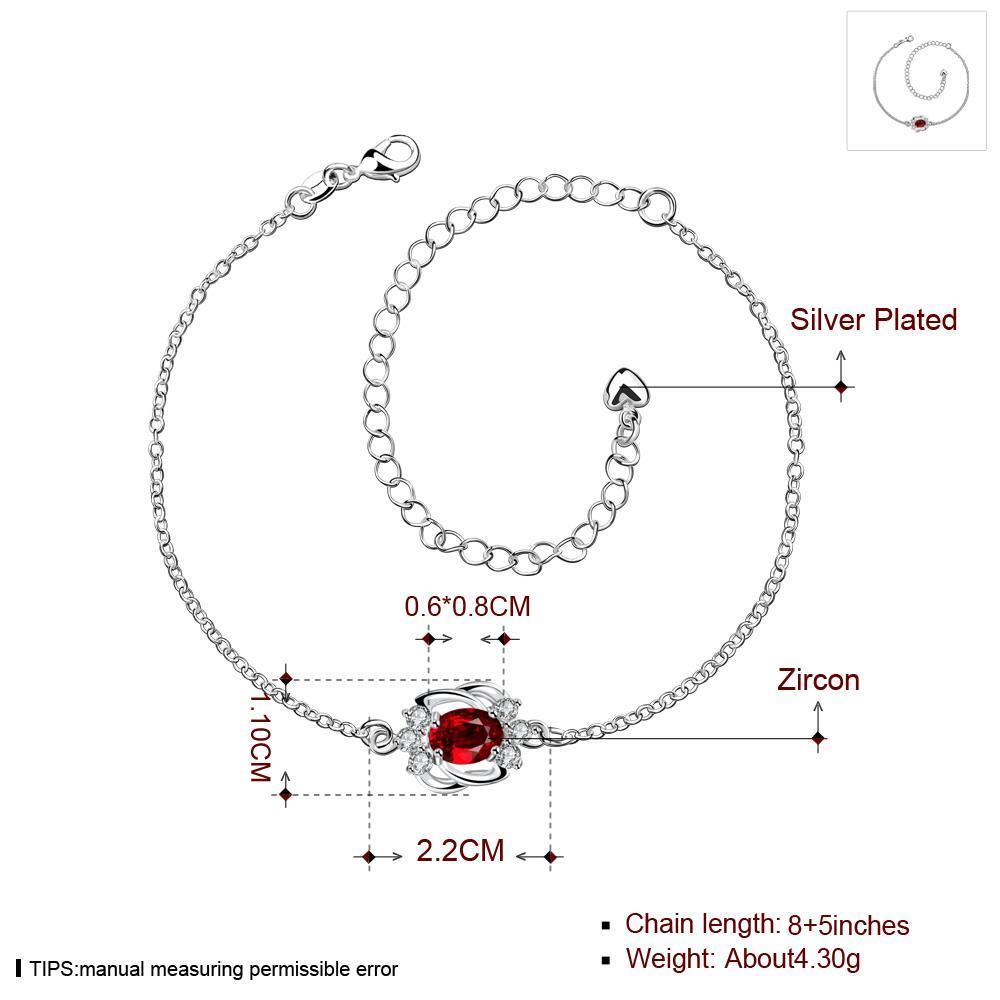 Silver Plated
0.6*0.8CM
Zircon
1.10CM
2.2CM
▪ Chain length: 8+5inches
▪ Weight: About4.30g
TIPS:manual measuring permissible error